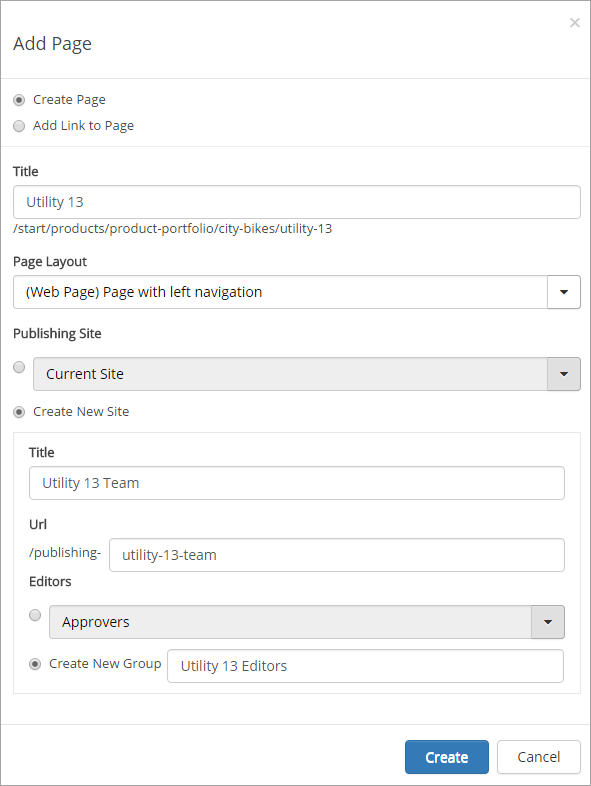 Add Page
×
Create Page
Add Link to Page
Title
Utility 13
/start/products/product-portfolio/city-bikes/utility-13
Page Layout
(Web Page) Page with left navigation
Publishing Site
Current Site
Create New Site
Title
Utility 13 Team
Url
/publishing- utility-13-team
Editors
Approvers
Create New Group Utility 13 Editors
Create Cancel